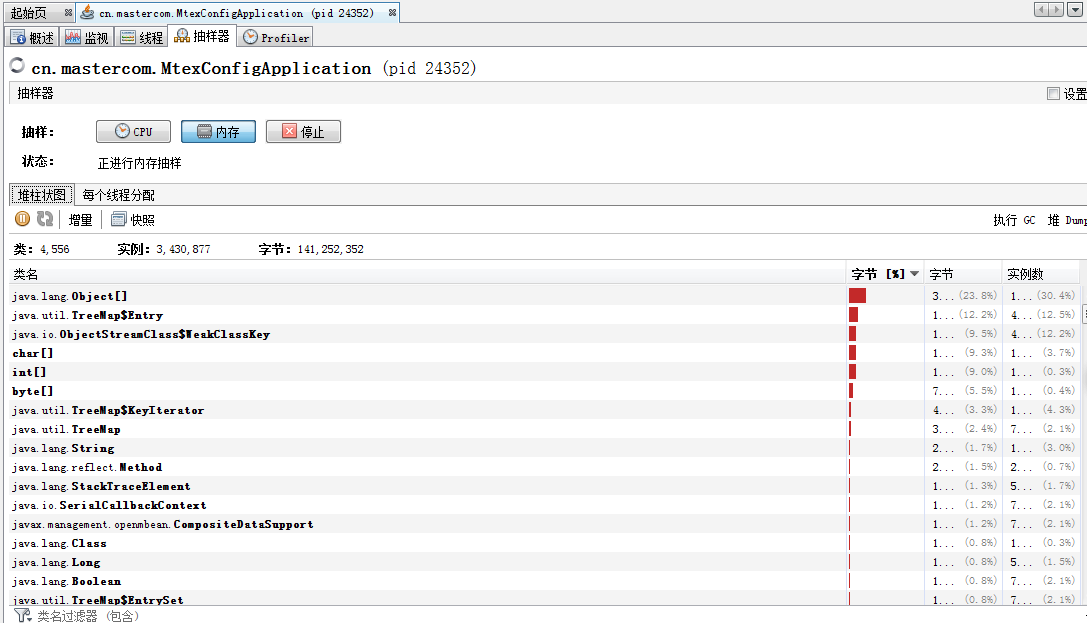 起始页 cn.mastercom.MtexConfigApplication (pid 24352)
概述 监视 线程 抽样器 Profiler
cn.mastercom.MtexConfigApplication (pid 24352)
抽样器 设置
抽样： CPU 内存 停止
状态： 正进行内存抽样
堆柱状图 每个线程分配
增量 快照 执行 GC 堆 Dump
类： 4,556 实例： 3,430,877 字节： 141,252,352
类名 字节 [%] 字节 实例数
java.lang.Object[] 3... (23.8%) 1... (30.4%)
java.util.TreeMap$Entry 1... (12.2%) 4... (12.5%)
java.io.ObjectStreamClass$WeakClassKey 1... (9.5%) 4... (12.2%)
char[] 1... (9.3%) 1... (3.7%)
int[] 1... (9.0%) 1... (0.3%)
byte[] 7... (5.5%) 1... (0.4%)
java.util.TreeMap$KeyIterator 4... (3.3%) 1... (4.3%)
java.util.TreeMap 3... (2.4%) 7... (2.1%)
java.lang.String 2... (1.7%) 1... (3.0%)
java.lang.reflect.Method 2... (1.5%) 2... (0.7%)
java.lang.StackTraceElement 1... (1.3%) 5... (1.7%)
java.io.SerialCallbackContext 1... (1.2%) 7... (2.1%)
javax.management.openmbean.CompositeDataSupport 1... (1.2%) 7... (2.1%)
java.lang.Class 1... (0.8%) 1... (0.3%)
java.lang.Long 1... (0.8%) 5... (1.5%)
java.lang.Boolean 1... (0.8%) 7... (2.1%)
java.util.TreeMap$EntrySet 1... (0.8%) 7... (2.1%)
类名过滤器 (包含)